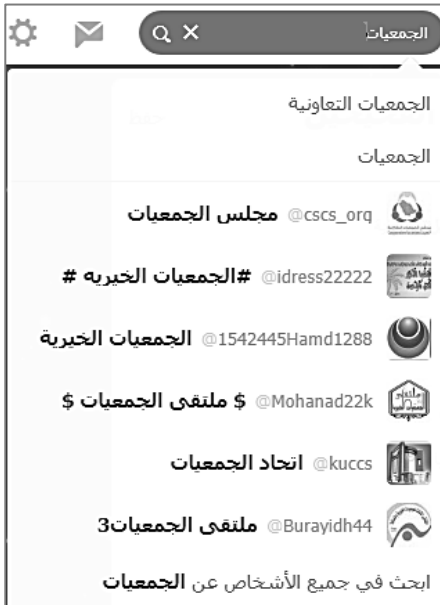 الجمعيات
الجمعيات التعاونية
الجمعيات
مجلس الجمعيات @cscs_orq
#الجمعيات الخيريه # @idress22222
الجمعيات الخيرية @1542445Hamd1288
$ ملتقى الجمعيات $ @Mohanad22k
اتحاد الجمعيات @kuccs
ملتقى الجمعيات3 @Burayidh44
ابحث في جميع الأشخاص عن الجمعيات